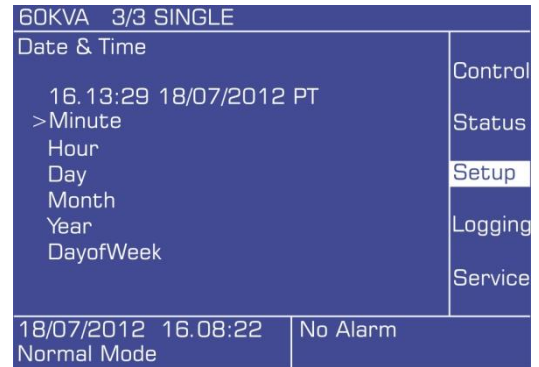 60KVA 3/3 SINGLE
Date & Time
16.13:29 18/07/2012 PT
>Minute
Hour
Day
Month
Year
DayofWeek
Control
Status
Setup
Logging
Service
18/07/2012 16.08:22
Normal Mode
No Alarm